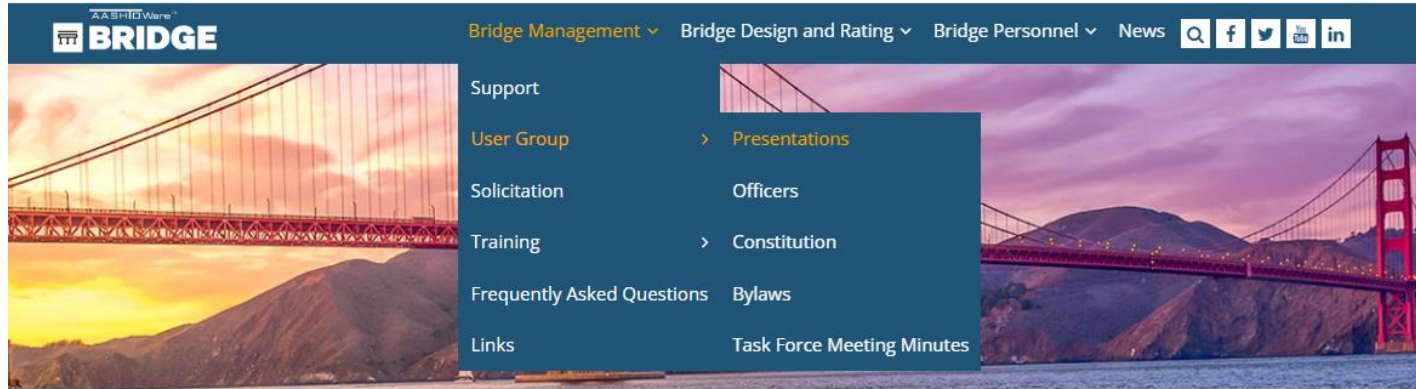 AASHTOWare™
BRIDGE
Bridge Management Bridge Design and Rating Bridge Personnel News
Support
User Group
Solicitation
Training
Frequently Asked Questions
Links
Presentations
Officers
Constitution
Bylaws
Task Force Meeting Minutes